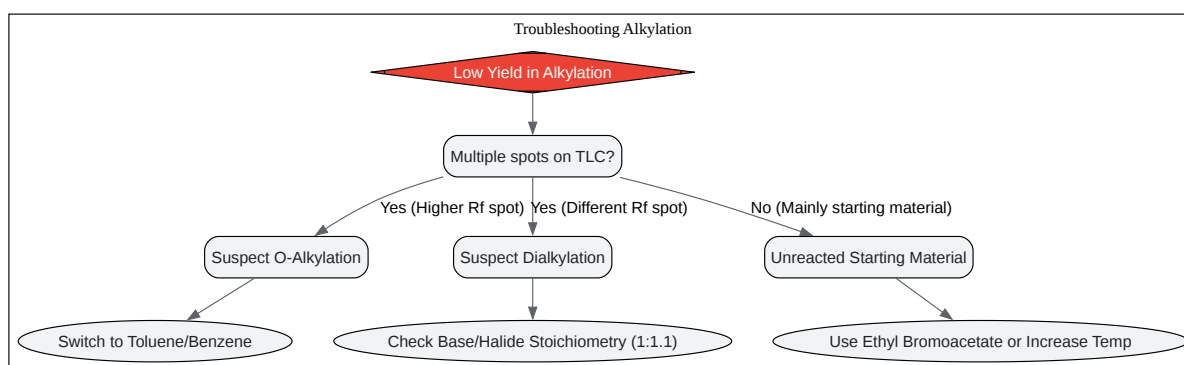 Troubleshooting Alkylation
Low Yield in Alkylation
Multiple spots on TLC?
Yes (Higher Rf spot)
Yes (Different Rf spot)
No (Mainly starting material)
Suspect O-Alkylation
Suspect Dialkylation
Unreacted Starting Material
Switch to Toluene/Benzene
Check Base/Halide Stoichiometry (1:1.1)
Use Ethyl Bromoacetate or Increase Temp